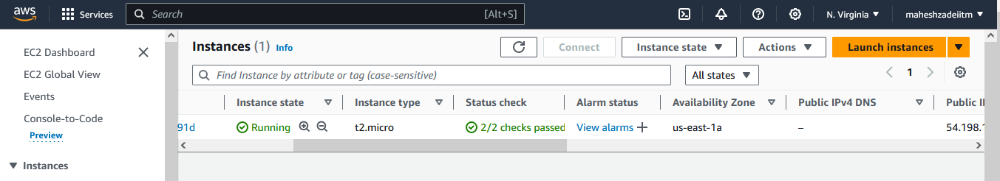 aws
Services
Search
[Alt+S]
N. Virginia
maheshzadeiitm
EC2 Dashboard
EC2 Global View
Events
Console-to-Code
Preview
Instances
Instances (1) Info
Connect
Instance state
Actions
Launch instances
Find Instance by attribute or tag (case-sensitive)
All states
1
Instance state
Instance type
Status check
Alarm status
Availability Zone
Public IPv4 DNS
Public I
91d
Running
t2.micro
2/2 checks passed
View alarms
us-east-1a
–
54.198.1